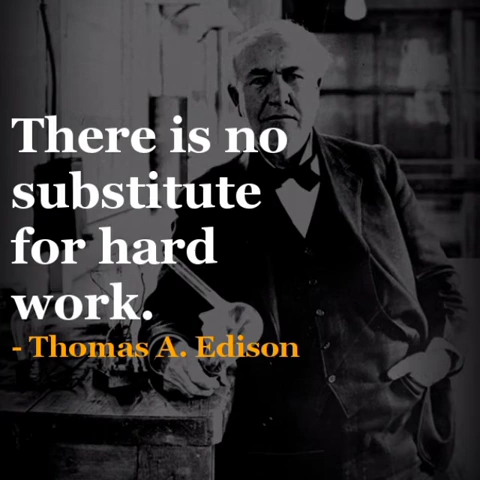 There is no
substitute
for hard
work.
- Thomas A. Edison